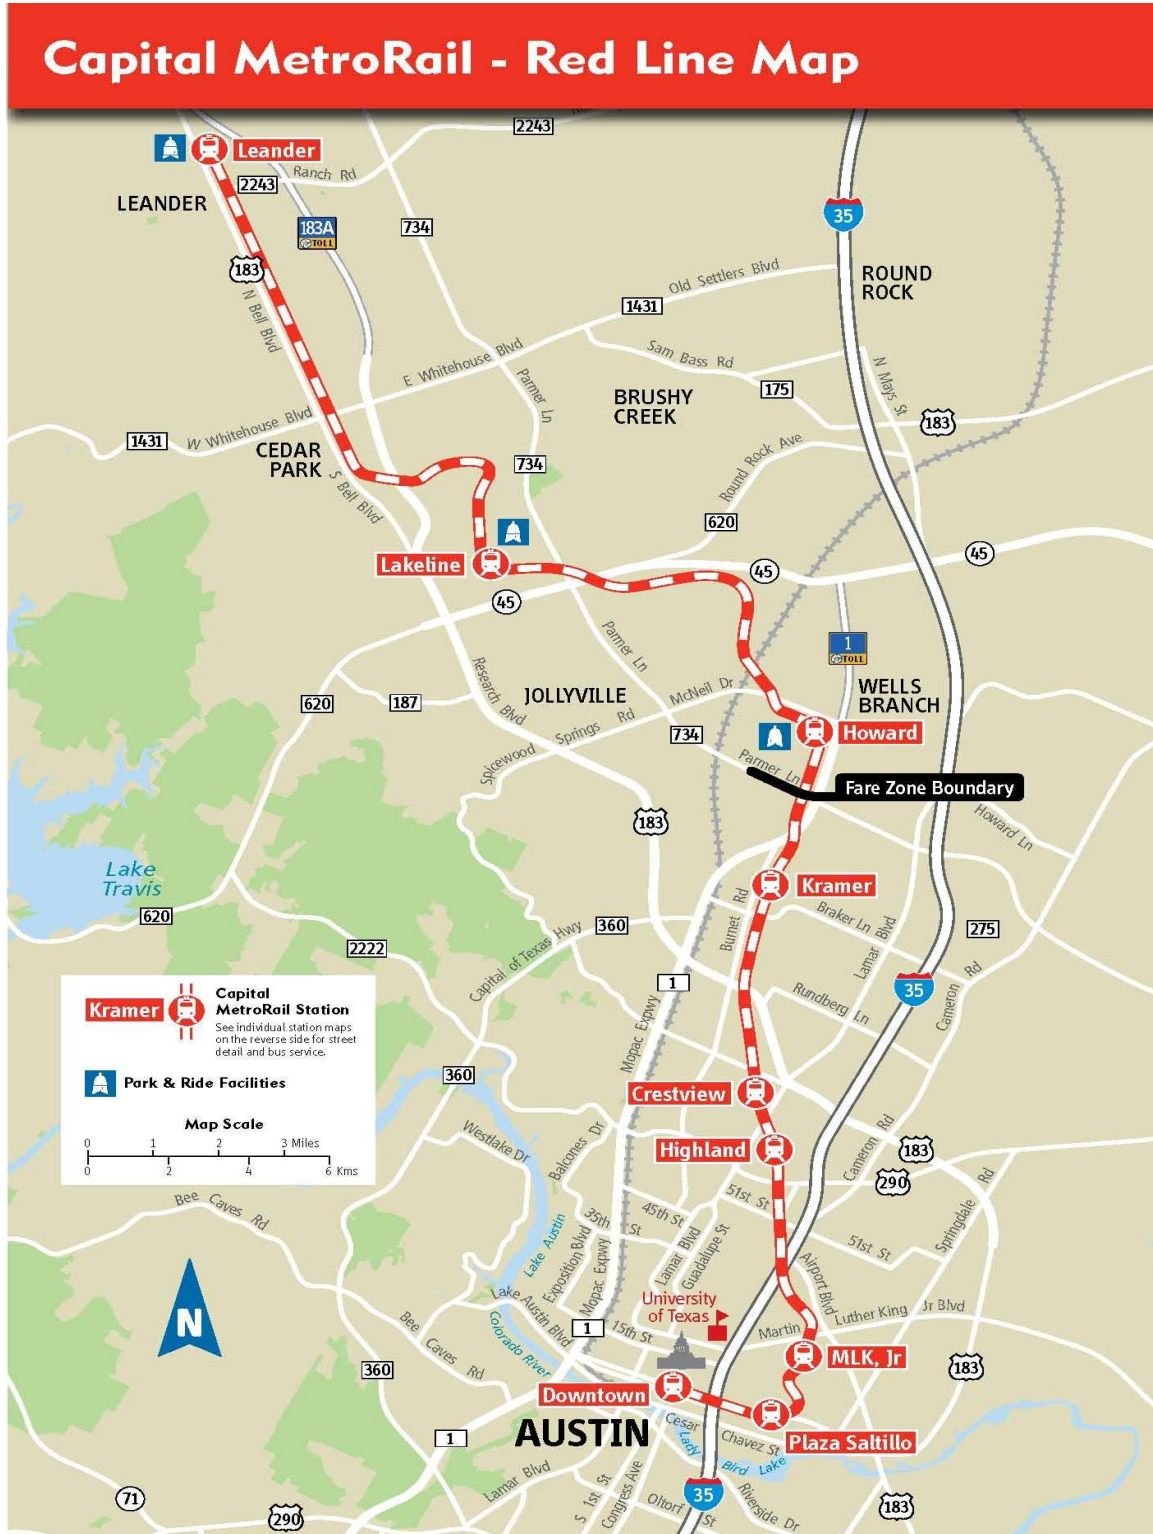 Capital MetroRail - Red Line Map
2243
Leander
Ranch Rd
2243
LEANDER
183A
TOLL
734
35
183
N Bell Blvd
Old Settlers Blvd
ROUND
ROCK
1431
E Whitehouse Blvd
Sam Bass Rd
Parmer Ln
175
N Mays St
BRUSHY
CREEK
183
W Whitehouse Blvd
1431
CEDAR
PARK
S Bell Blvd
734
Round Rock Ave
620
Lakeline
45
45
45
Parmer Ln
1
TOLL
Research Blvd
JOLLYVILLE
McNeil Dr
WELLS
BRANCH
620
187
Spicewood Springs Rd
734
Howard
Parmer Ln
Fare Zone Boundary
Howard Ln
183
Lake
Travis
Kramer
Burnet Rd
Braker Ln
620
360
Capital of Texas Hwy
Lamar Blvd
275
2222
1
35
Cameron Rd
Rundberg Ln
Mopac Expwy
Kramer
Capital
MetroRail Station
See individual station maps
on the reverse side for street
detail and bus service.
Park & Ride Facilities
Map Scale
0 1 2 3 Miles
0 2 4 6 Kms
360
Crestview
Westlake Dr
Balcones Dr
Highland
Cameron Rd
183
290
Bee Caves Rd
51st St
45th St
35th St
Springdale Rd
51st St
Lake Austin
Exposition Blvd
Mopac Expwy
Lamar Blvd
Guadalupe St
Airport Blvd
N
Lake Austin Blvd
University
of Texas
Martin Luther King Jr Blvd
Colorado River
1
15th St
Bee Caves Rd
MLK, Jr
360
183
Downtown
AUSTIN
Cesar Chavez St
Plaza Saltillo
1
Lady Bird Lake
Lamar Blvd
71
290
S 1st St
Congress Ave
Oltorf St
35
Riverside Dr
183